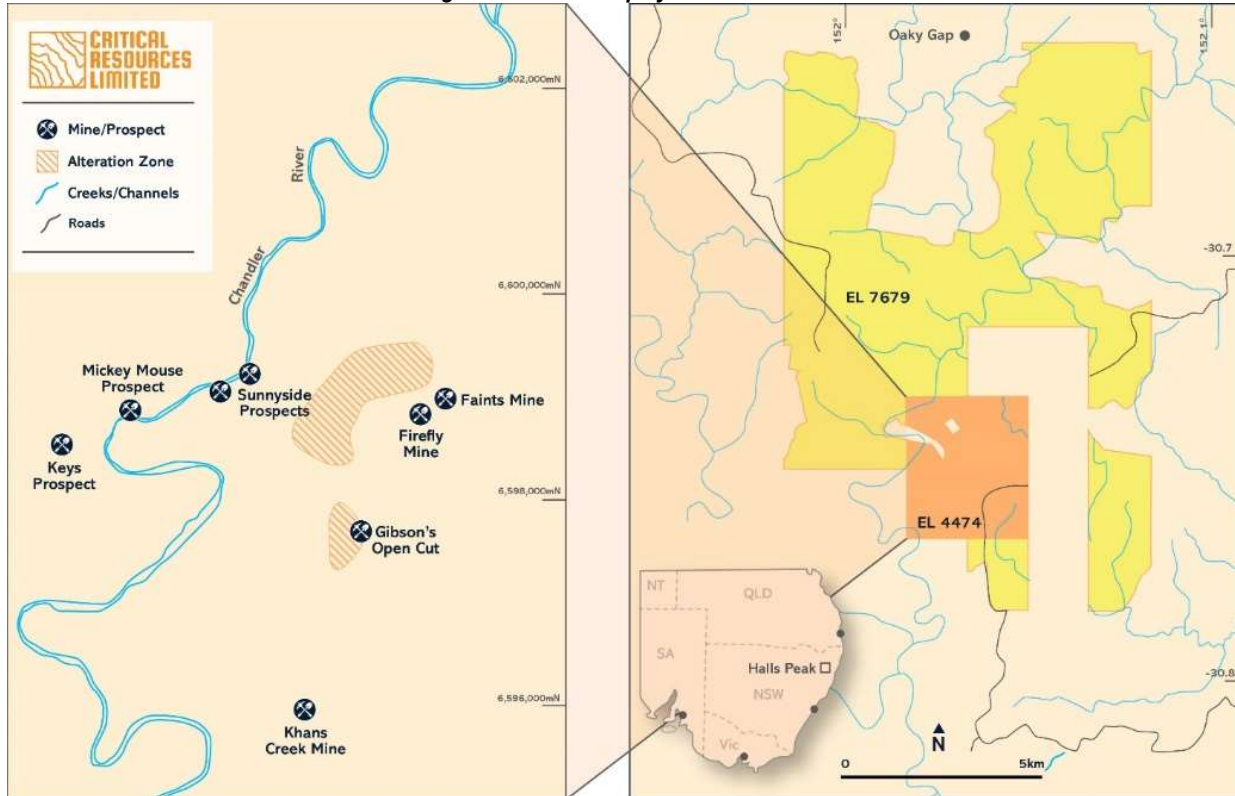 CRITICAL
RESOURCES
LIMITED
Mine/Prospect
Alteration Zone
Creeks/Channels
Roads
6,602,000mN
River
Chandler
6,600,000mN
Mickey Mouse
Prospect
Sunnyside
Prospects
Faints Mine
Firefly
Mine
Keys
Prospect
6,598,000mN
Gibson's
Open Cut
6,596,000mN
Khans
Creek Mine
152°
Oaky Gap
152.1°
-30.7
EL 7679
EL 4474
NT
QLD
SA
Halls Peak
NSW
Vic
-30.8
N
0
5km